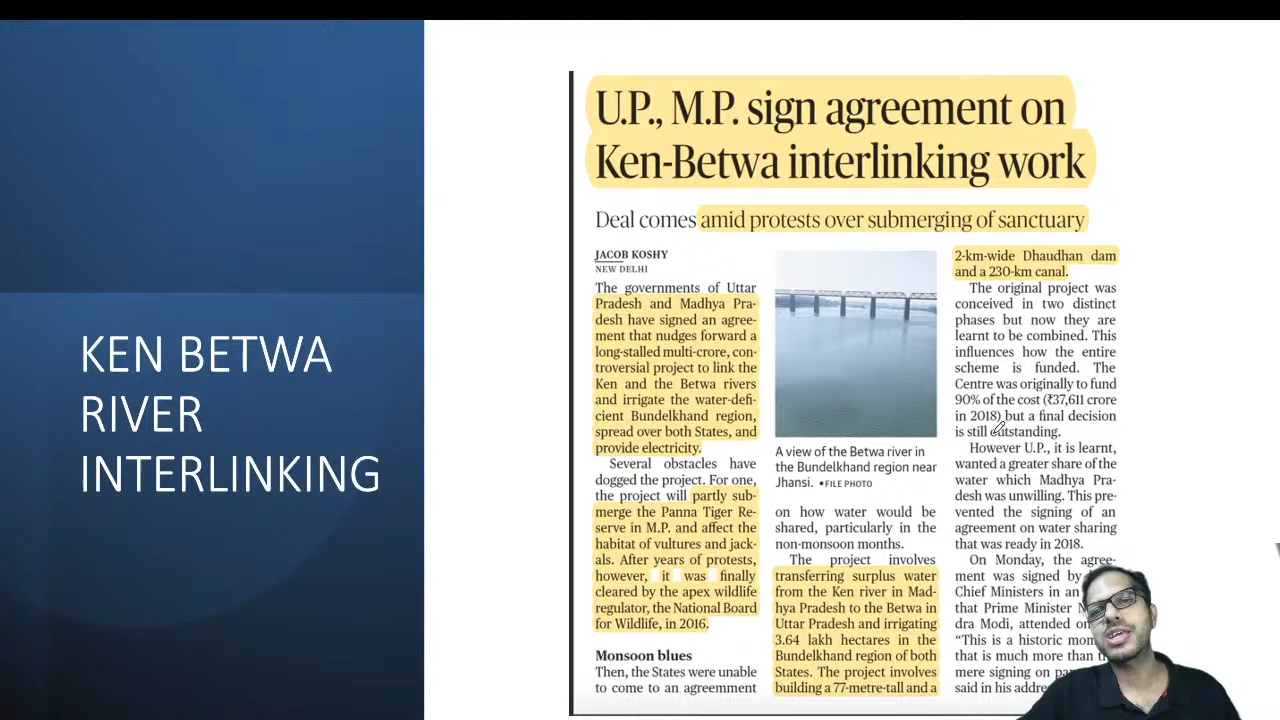 KEN BETWA
RIVER
INTERLINKING
U.P., M.P. sign agreement on
Ken-Betwa interlinking work
Deal comes amid protests over submerging of sanctuary
JACOB KOSHY
NEW DELHI
The governments of Uttar
Pradesh and Madhya Pra-
desh have signed an agree-
ment that nudges forward a
long-stalled multi-crore, con-
troversial project to link the
Ken and the Betwa rivers
and irrigate the water-defi-
cient Bundelkhand region,
spread over both States, and
provide electricity.
Several obstacles have
dogged the project. For one,
the project will partly sub-
merge the Panna Tiger Re-
serve in M.P. and affect the
habitat of vultures and jack-
als. After years of protests,
however, it was finally
cleared by the apex wildlife
regulator, the National Board
for Wildlife, in 2016.
Monsoon blues
Then, the States were unable
to come to an agreemment
A view of the Betwa river in
the Bundelkhand region near
Jhansi. ▪FILE PHOTO
on how water would be
shared, particularly in the
non-monsoon months.
The project involves
transferring surplus water
from the Ken river in Mad-
hya Pradesh to the Betwa in
Uttar Pradesh and irrigating
3.64 lakh hectares in the
Bundelkhand region of both
States. The project involves
building a 77-metre-tall and a
2-km-wide Dhaudhan dam
and a 230-km canal.
The original project was
conceived in two distinct
phases but now they are
learnt to be combined. This
influences how the entire
scheme is funded. The
Centre was originally to fund
90% of the cost (₹37,611 crore
in 2018) but a final decision
is still outstanding.
However U.P., it is learnt,
wanted a greater share of the
water which Madhya Pra-
desh was unwilling. This pre-
vented the signing of an
agreement on water sharing
that was ready in 2018.
On Monday, the agree-
ment was signed by
Chief Ministers in an
that Prime Minister
dra Modi, attended
"This is a historic
that is much more than
mere signing on
said in his